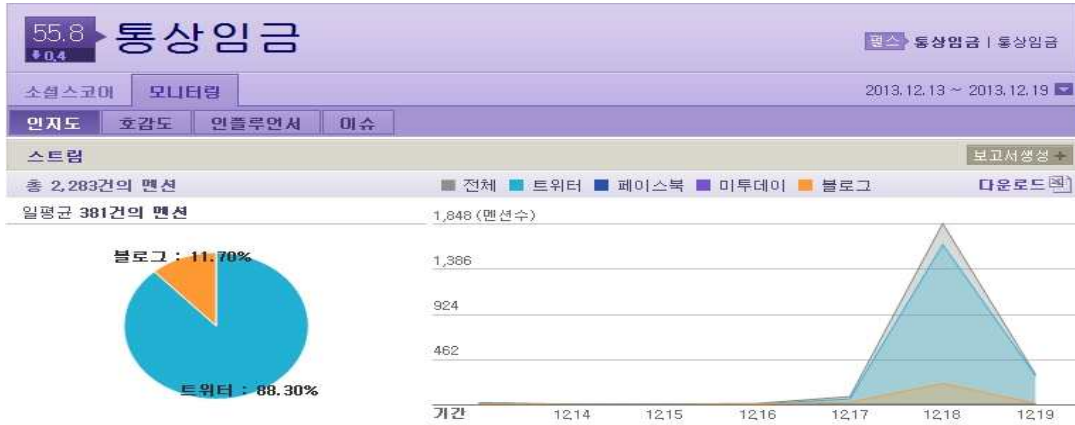 55.8 통상임금
0.4
펄스 통상임금 | 통상임금
소셜스코어 모니터링 2013.12.13 ~ 2013.12.19
인지도 호감도 인플루언서 이슈
스트림 보고서생성 +
총 2,283건의 멘션 전체 트위터 페이스북 미투데이 블로그 다운로드
일평균 381건의 멘션
1,848 (멘션수)
블로그 : 11.70%
1,386
924
462
트위터 : 88.30%
기간 12.14 12.15 12.16 12.17 12.18 12.19